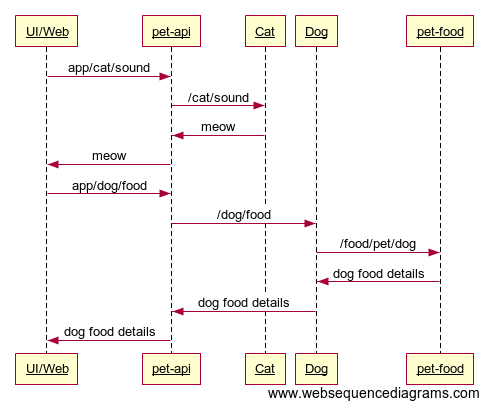 UI/Web pet-api Cat Dog pet-food
app/cat/sound
/cat/sound
meow
meow
app/dog/food
/dog/food
/food/pet/dog
dog food details
dog food details
dog food details
UI/Web pet-api Cat Dog pet-food
www.websequencediagrams.com